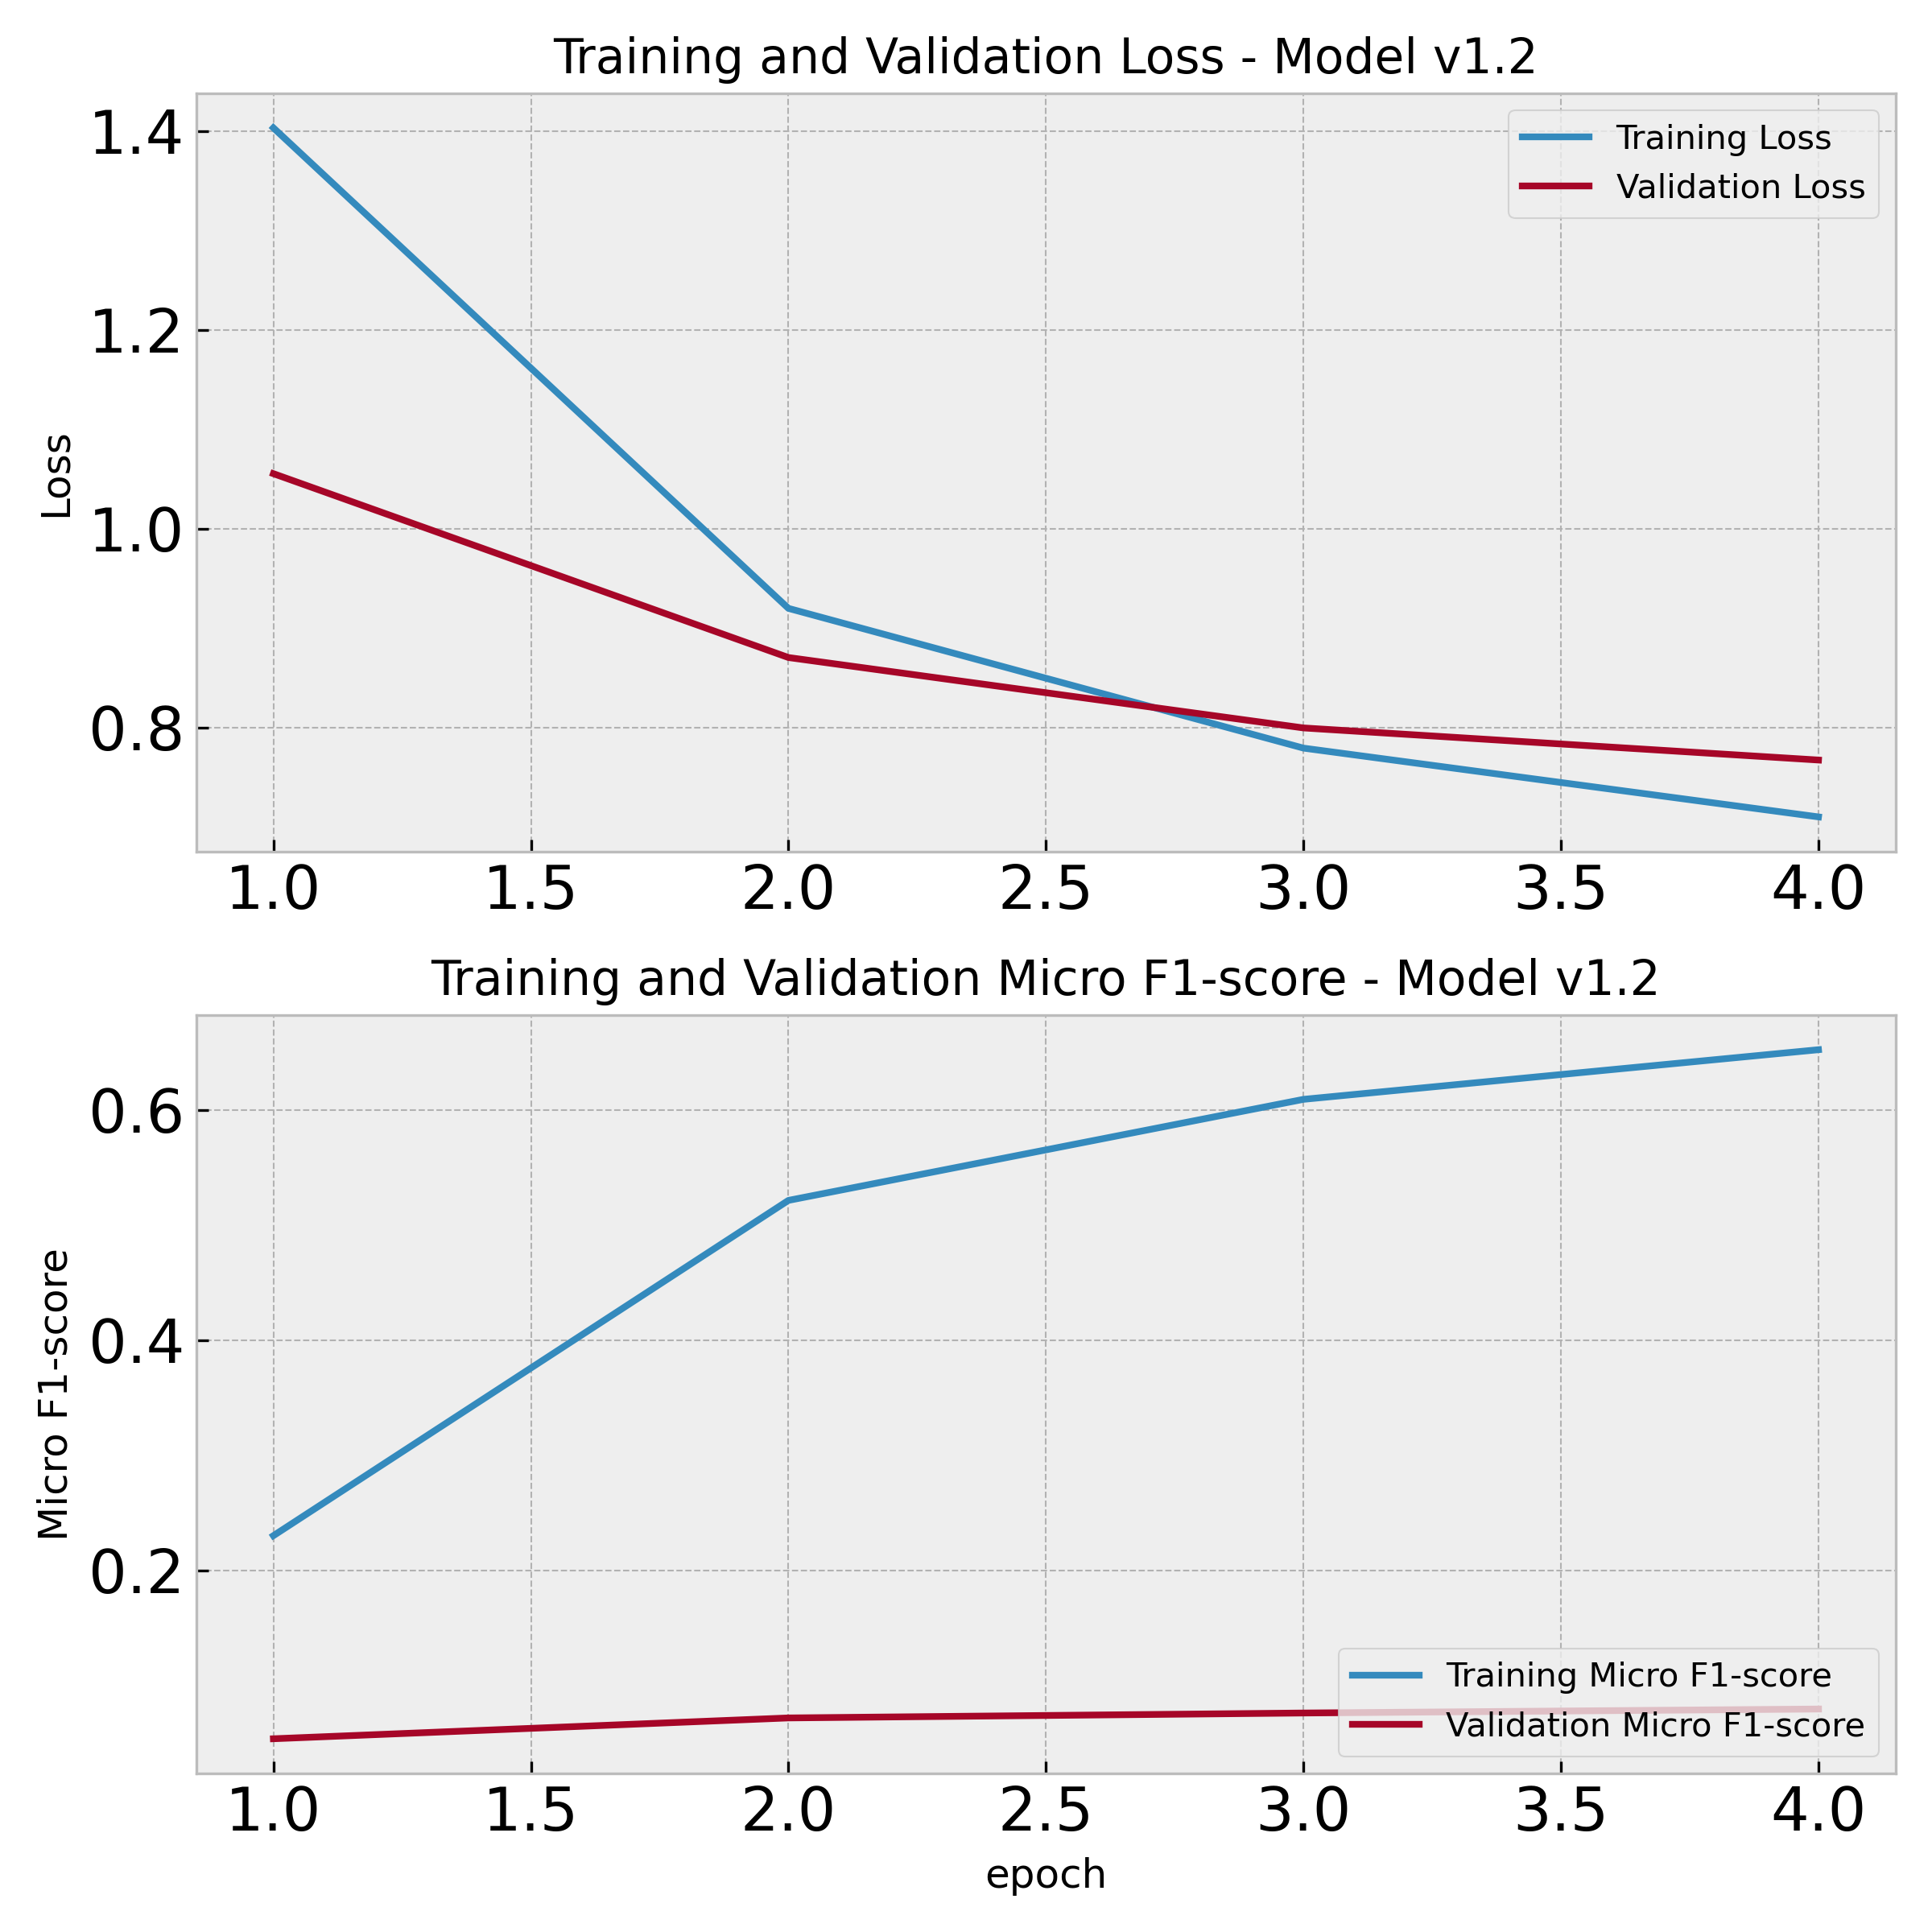 Training and Validation Loss - Model v1.2
1.4
1.2
1.0
0.8
Loss
Training Loss
Validation Loss
1.0 1.5 2.0 2.5 3.0 3.5 4.0
Training and Validation Micro F1-score - Model v1.2
0.6
0.4
0.2
Micro F1-score
Training Micro F1-score
Validation Micro F1-score
1.0 1.5 2.0 2.5 3.0 3.5 4.0
epoch